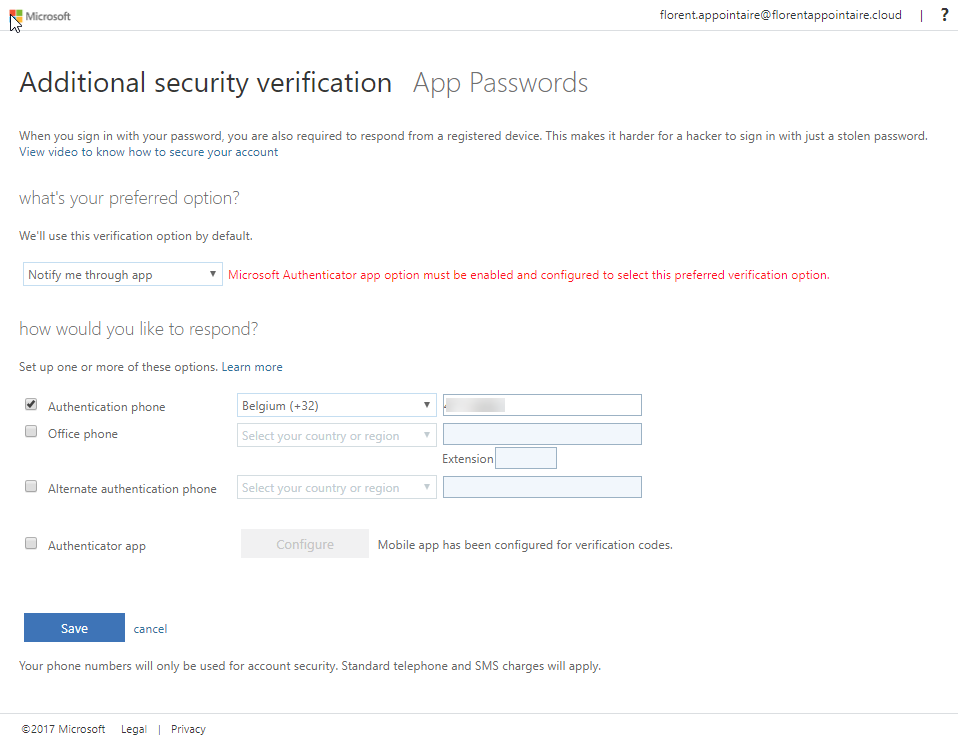 Microsoft
florent.appointaire@florentappointaire.cloud | ?
Additional security verification App Passwords
When you sign in with your password, you are also required to respond from a registered device. This makes it harder for a hacker to sign in with just a stolen password.
View video to know how to secure your account
what's your preferred option?
We'll use this verification option by default.
Notify me through app
Microsoft Authenticator app option must be enabled and configured to select this preferred verification option.
how would you like to respond?
Set up one or more of these options. Learn more
Authentication phone
Belgium (+32)
Office phone
Select your country or region
Extension
Alternate authentication phone
Select your country or region
Authenticator app
Configure
Mobile app has been configured for verification codes.
Save
cancel
Your phone numbers will only be used for account security. Standard telephone and SMS charges will apply.
©2017 Microsoft Legal | Privacy